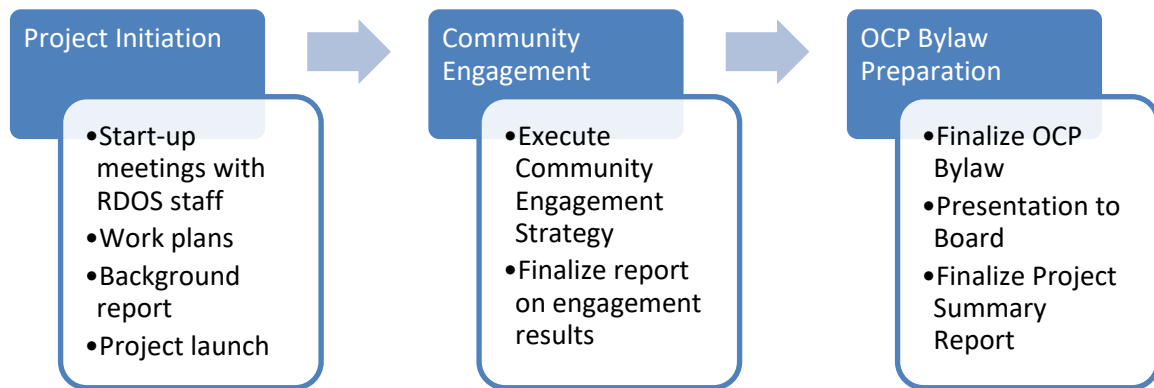 Project Initiation
•Start-up
meetings with
RDOS staff
•Work plans
•Background
report
•Project launch
Community
Engagement
•Execute
Community
Engagement
Strategy
•Finalize report
on engagement
results
OCP Bylaw
Preparation
•Finalize OCP
Bylaw
•Presentation to
Board
•Finalize Project
Summary
Report